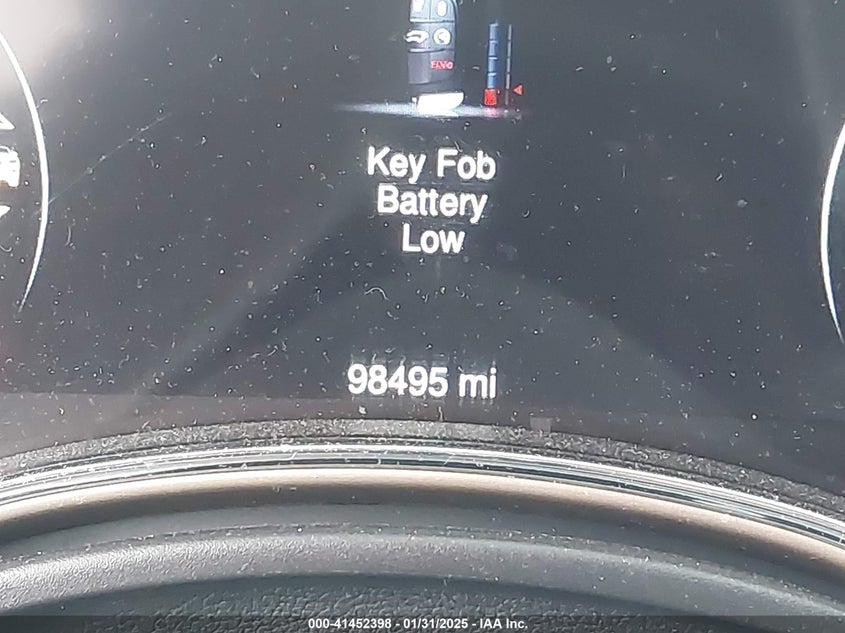 Key Fob
Battery
Low
98495 mi
000-41452398 - 01/31/2025 - IAA Inc.